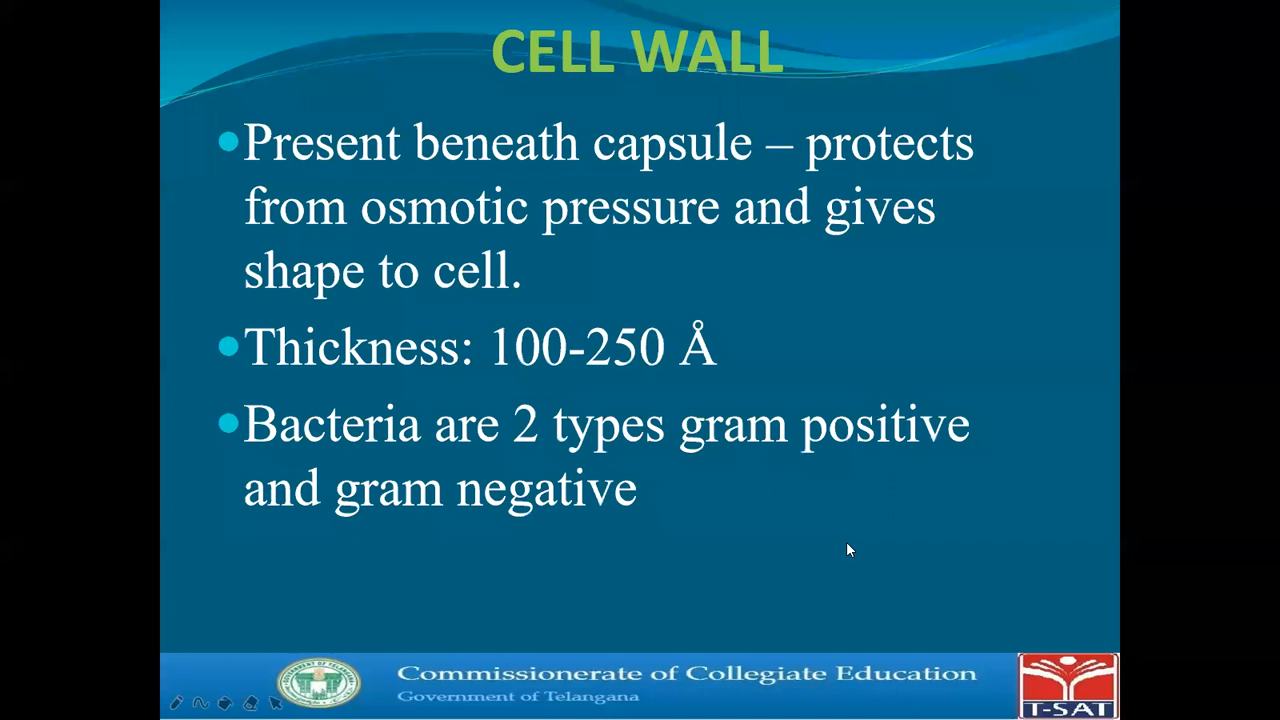 CELL WALL
Present beneath capsule – protects
from osmotic pressure and gives
shape to cell.
Thickness: 100-250 Å
Bacteria are 2 types gram positive
and gram negative
Commissionerate of Collegiate Education
Government of Telangana
T-SAT